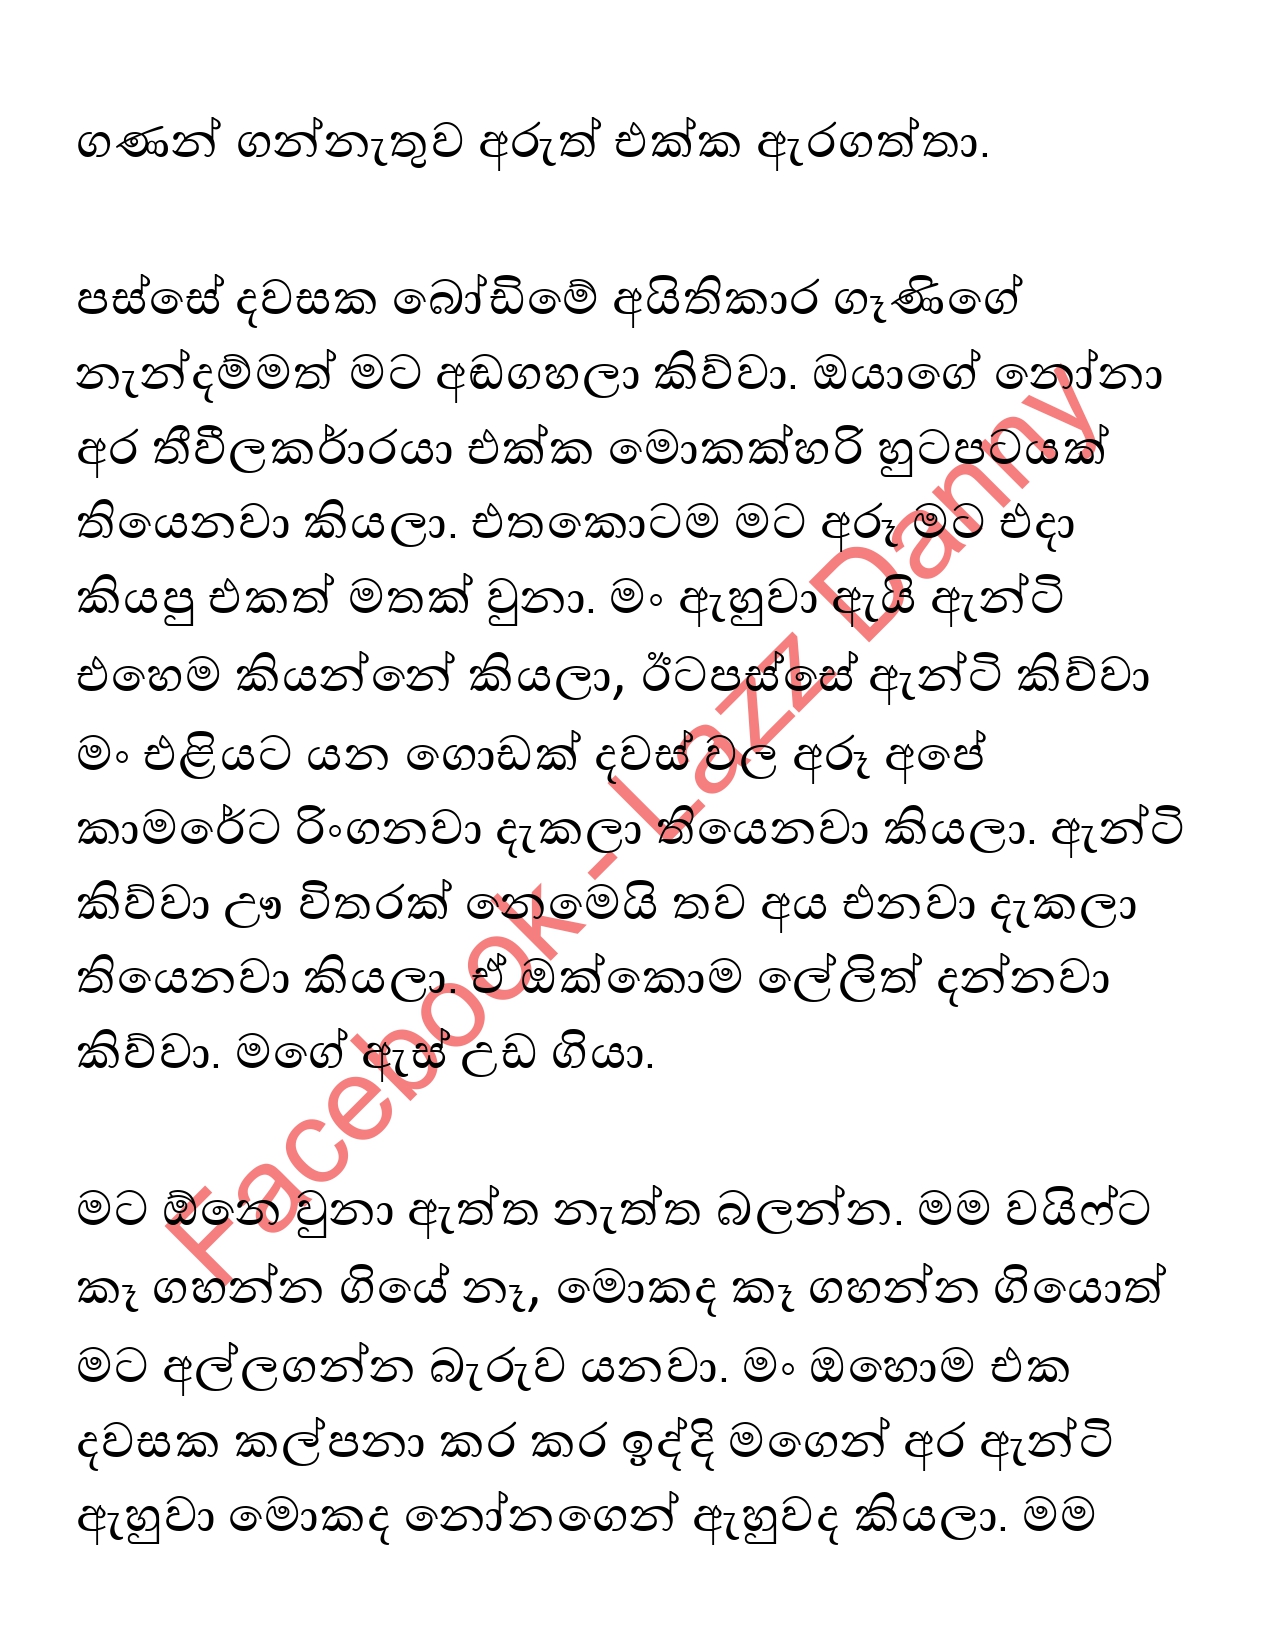 ගණන් ගන්නැතුව අරුත් එක්ක ඇරගත්තා.
පස්සේ දවසක බෝඩිමේ අයිතිකාර ගෑණිගේ
නැන්දම්මත් මට අඬගහලා කිව්වා. ඔයාගේ නෝනා
අර තීවීලකර්ාරයා එක්ක මොකක්හරි හුටපටයක්
තියෙනවා කියලා. එතකොටම මට අරූ මට එදා
කියපු එකත් මතක් වුනා. මං ඇහුවා ඇයි ඇන්ටි
එහෙම කියන්නේ කියලා, ඊටපස්සේ ඇන්ටි කිව්වා
මං එළියට යන ගොඩක් දවස් වල අරූ අපේ
කාමරේට රිංගනවා දැකලා තියෙනවා කියලා. ඇන්ටි
කිව්වා ඌ විතරක් නෙමෙයි තව අය එනවා දැකලා
තියෙනවා කියලා. ඒ ඔක්කොම ලේලිත් දන්නවා
කිව්වා. මගේ ඇස් උඩ ගියා.
මට ඕනෙ වුනා ඇත්ත නැත්ත බලන්න. මම වයිෆ්ට
කෑ ගහන්න ගියේ නෑ, මොකද කෑ ගහන්න ගියොත්
මට අල්ලගන්න බැරුව යනවා. මං ඔහොම එක
දවසක කල්පනා කර කර ඉද්දි මගෙන් අර ඇන්ටි
ඇහුවා මොකද නෝනගෙන් ඇහුවද කියලා. මම
Facebook - Lazz Danny